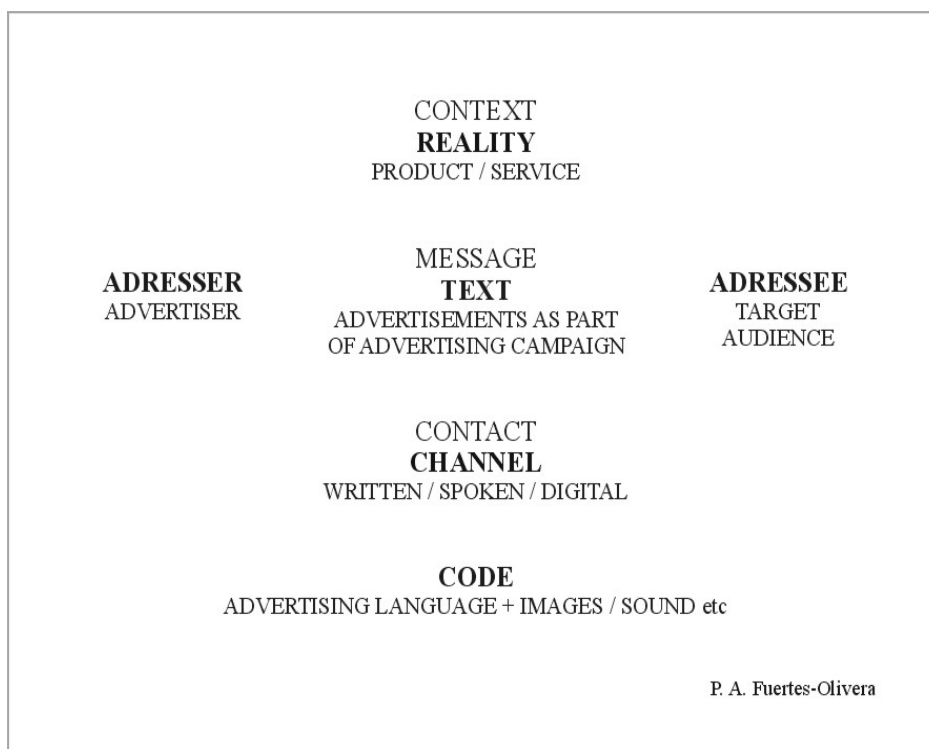 CONTEXT
REALITY
PRODUCT / SERVICE
ADRESSER
ADVERTISER
MESSAGE
TEXT
ADVERTISEMENTS AS PART
OF ADVERTISING CAMPAIGN
ADRESSEE
TARGET
AUDIENCE
CONTACT
CHANNEL
WRITTEN / SPOKEN / DIGITAL
CODE
ADVERTISING LANGUAGE + IMAGES / SOUND etc
P. A. Fuertes-Olivera